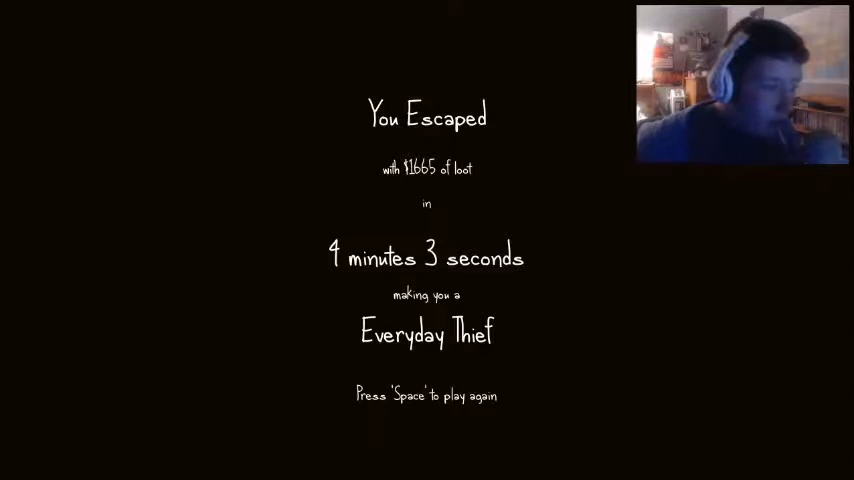 You Escaped
with $1665 of loot
in
4 minutes 3 seconds
making you a
Everyday Thief
Press 'Space' to play again